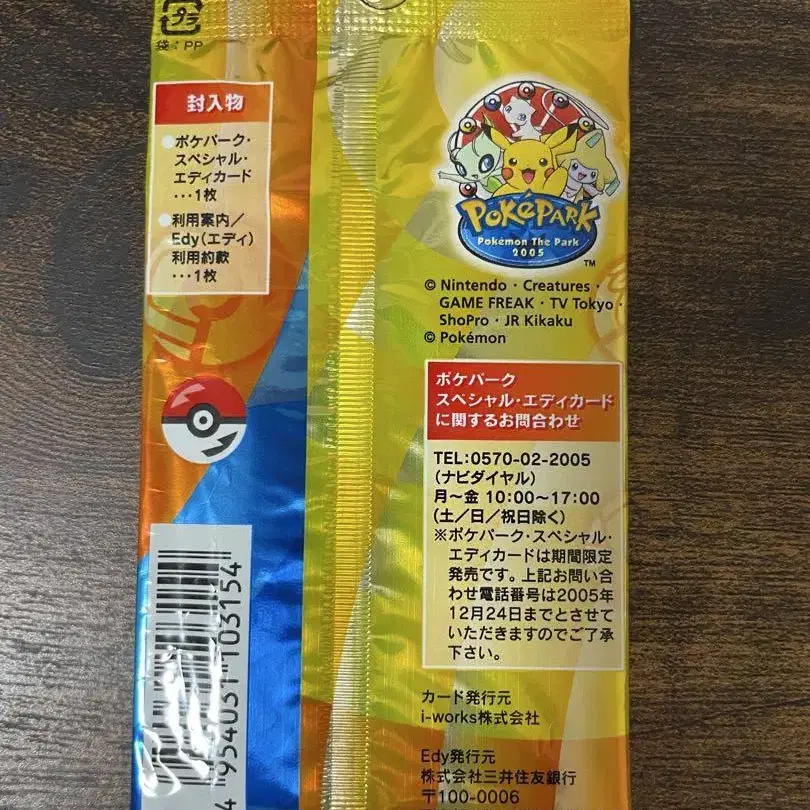 プラ
袋:PP
封入物
●ポケパーク・
スペシャル・
エディカード
・・・1枚
●利用案内/
Edy(エディ)
利用約款
・・・1枚
POKéPARK
Pokémon The Park
2005
™
© Nintendo・Creatures・
GAME FREAK・TV Tokyo・
ShoPro・JR Kikaku
© Pokémon
ポケパーク
スペシャル・エディカード
に関するお問合わせ
TEL:0570-02-2005
(ナビダイヤル)
月〜金 10:00〜17:00
(土/日/祝日除く)
※ポケパーク・スペシャル・
エディカードは期間限定
発売です。上記お問い合
わせ電話番号は2005年
12月24日までとさせて
いただきますのでご了承
下さい。
カード発行元
i-works株式会社
Edy発行元
株式会社三井住友銀行
〒100-0006
4 954031 103154